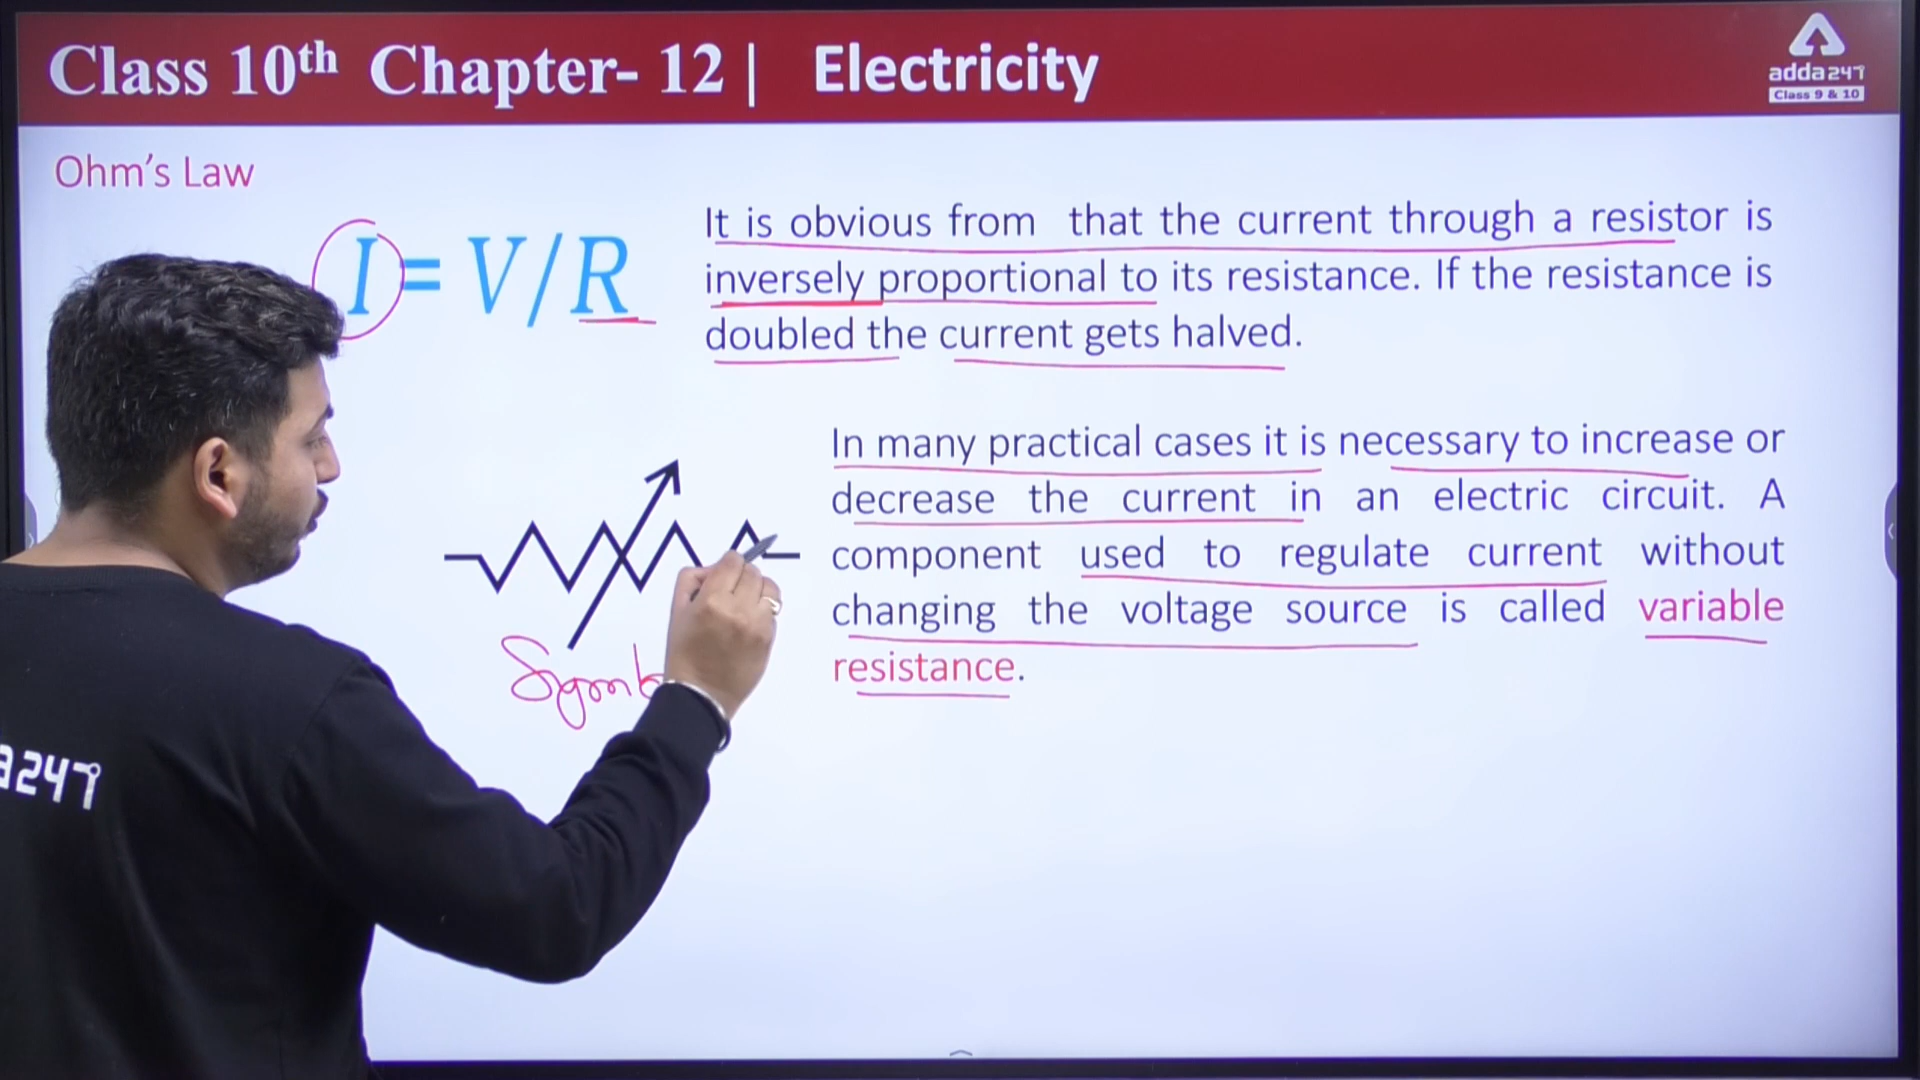 Class 10th Chapter- 12 | Electricity
adda247
Class 9 & 10
Ohm's Law
I = V/R
It is obvious from that the current through a resistor is
inversely proportional to its resistance. If the resistance is
doubled the current gets halved.
In many practical cases it is necessary to increase or
decrease the current in an electric circuit. A
component used to regulate current without
changing the voltage source is called variable
resistance.
Symb
a247